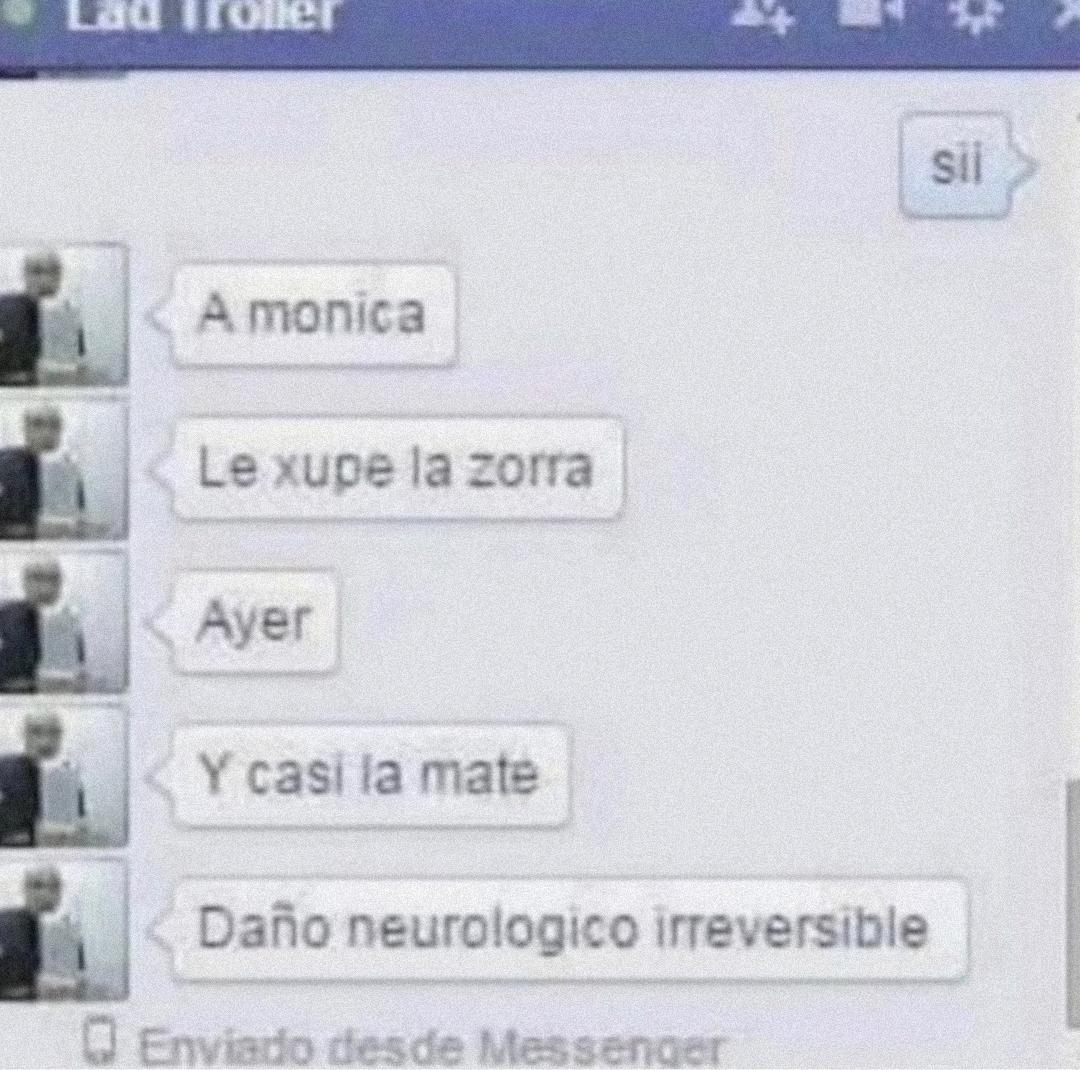 Lad Troller
sii
A monica
Le xupe la zorra
Ayer
Y casi la mate
Daño neurologico irreversible
Enviado desde Messenger